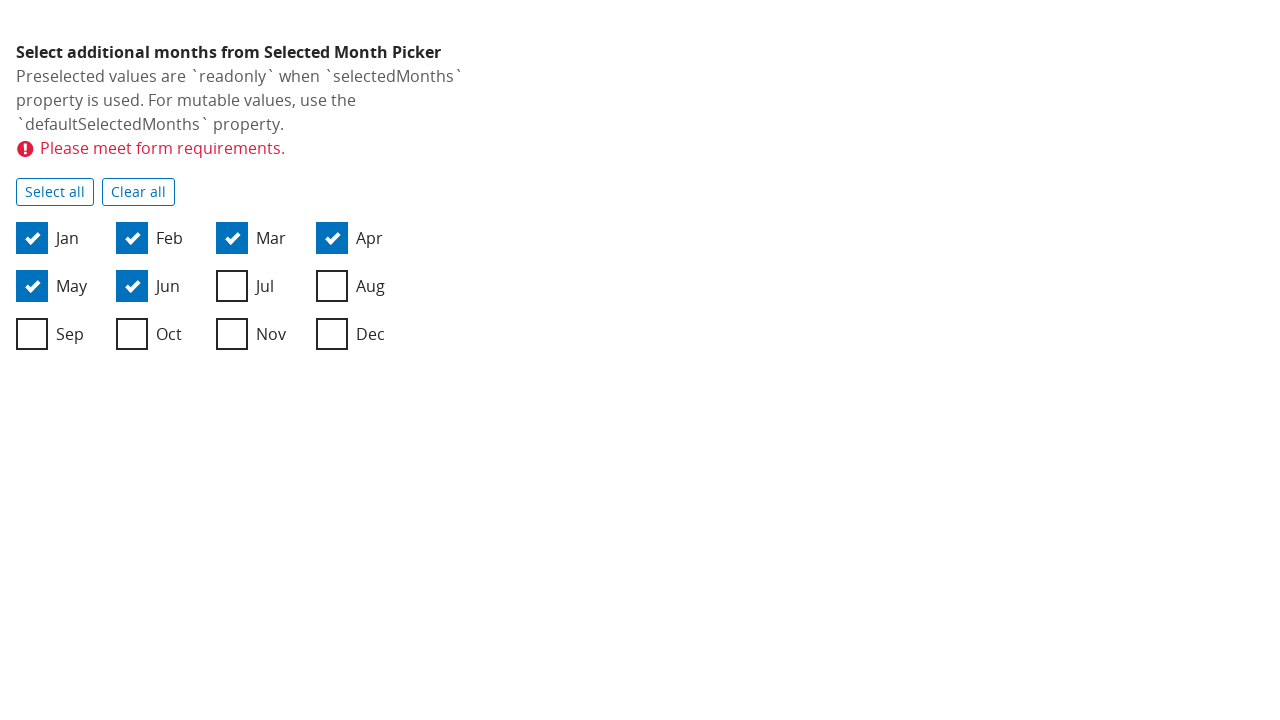 Select additional months from Selected Month Picker
Preselected values are `readonly` when `selectedMonths`
property is used. For mutable values, use the
`defaultSelectedMonths` property.
Please meet form requirements.
Select all Clear all
Jan Feb Mar Apr
May Jun Jul Aug
Sep Oct Nov Dec